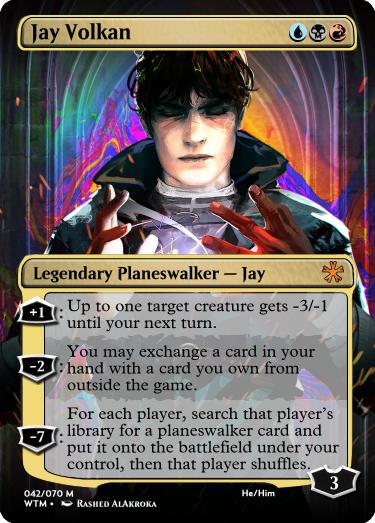 Jay Volkan
Legendary Planeswalker — Jay
+1: Up to one target creature gets -3/-1
until your next turn.
-2: You may exchange a card in your
hand with a card you own from
outside the game.
-7: For each player, search that player's
library for a planeswalker card and
put it onto the battlefield under your
control, then that player shuffles.
3
042/070 M
He/Him
WTM • Rashed AlAkroka